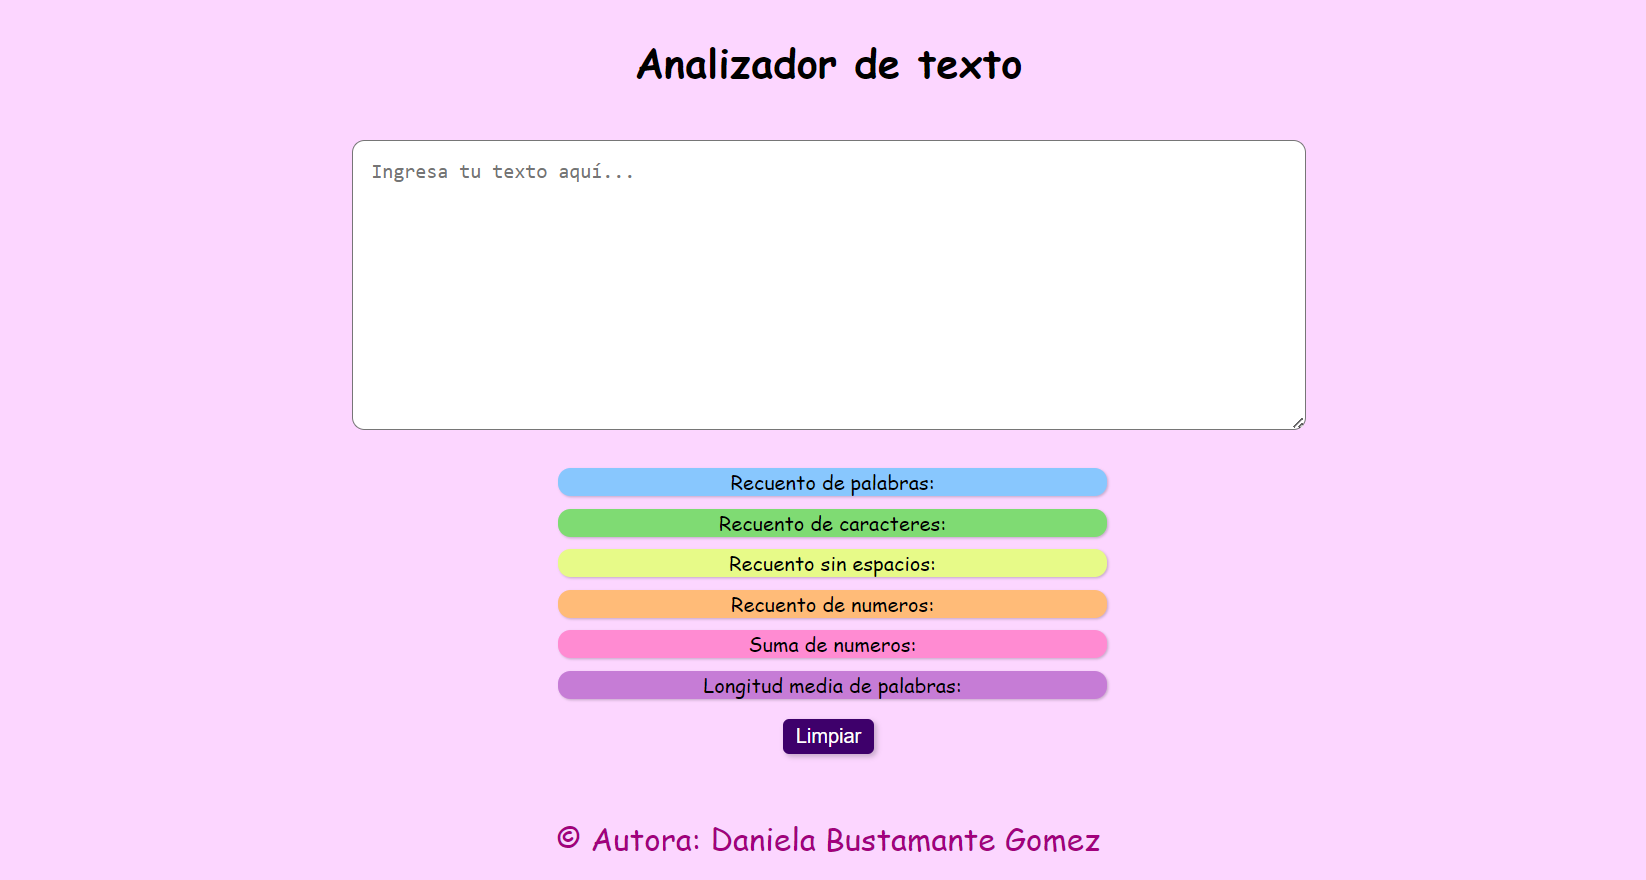 Analizador de texto
Ingresa tu texto aquí...
Recuento de palabras:
Recuento de caracteres:
Recuento sin espacios:
Recuento de numeros:
Suma de numeros:
Longitud media de palabras:
Limpiar
© Autora: Daniela Bustamante Gomez